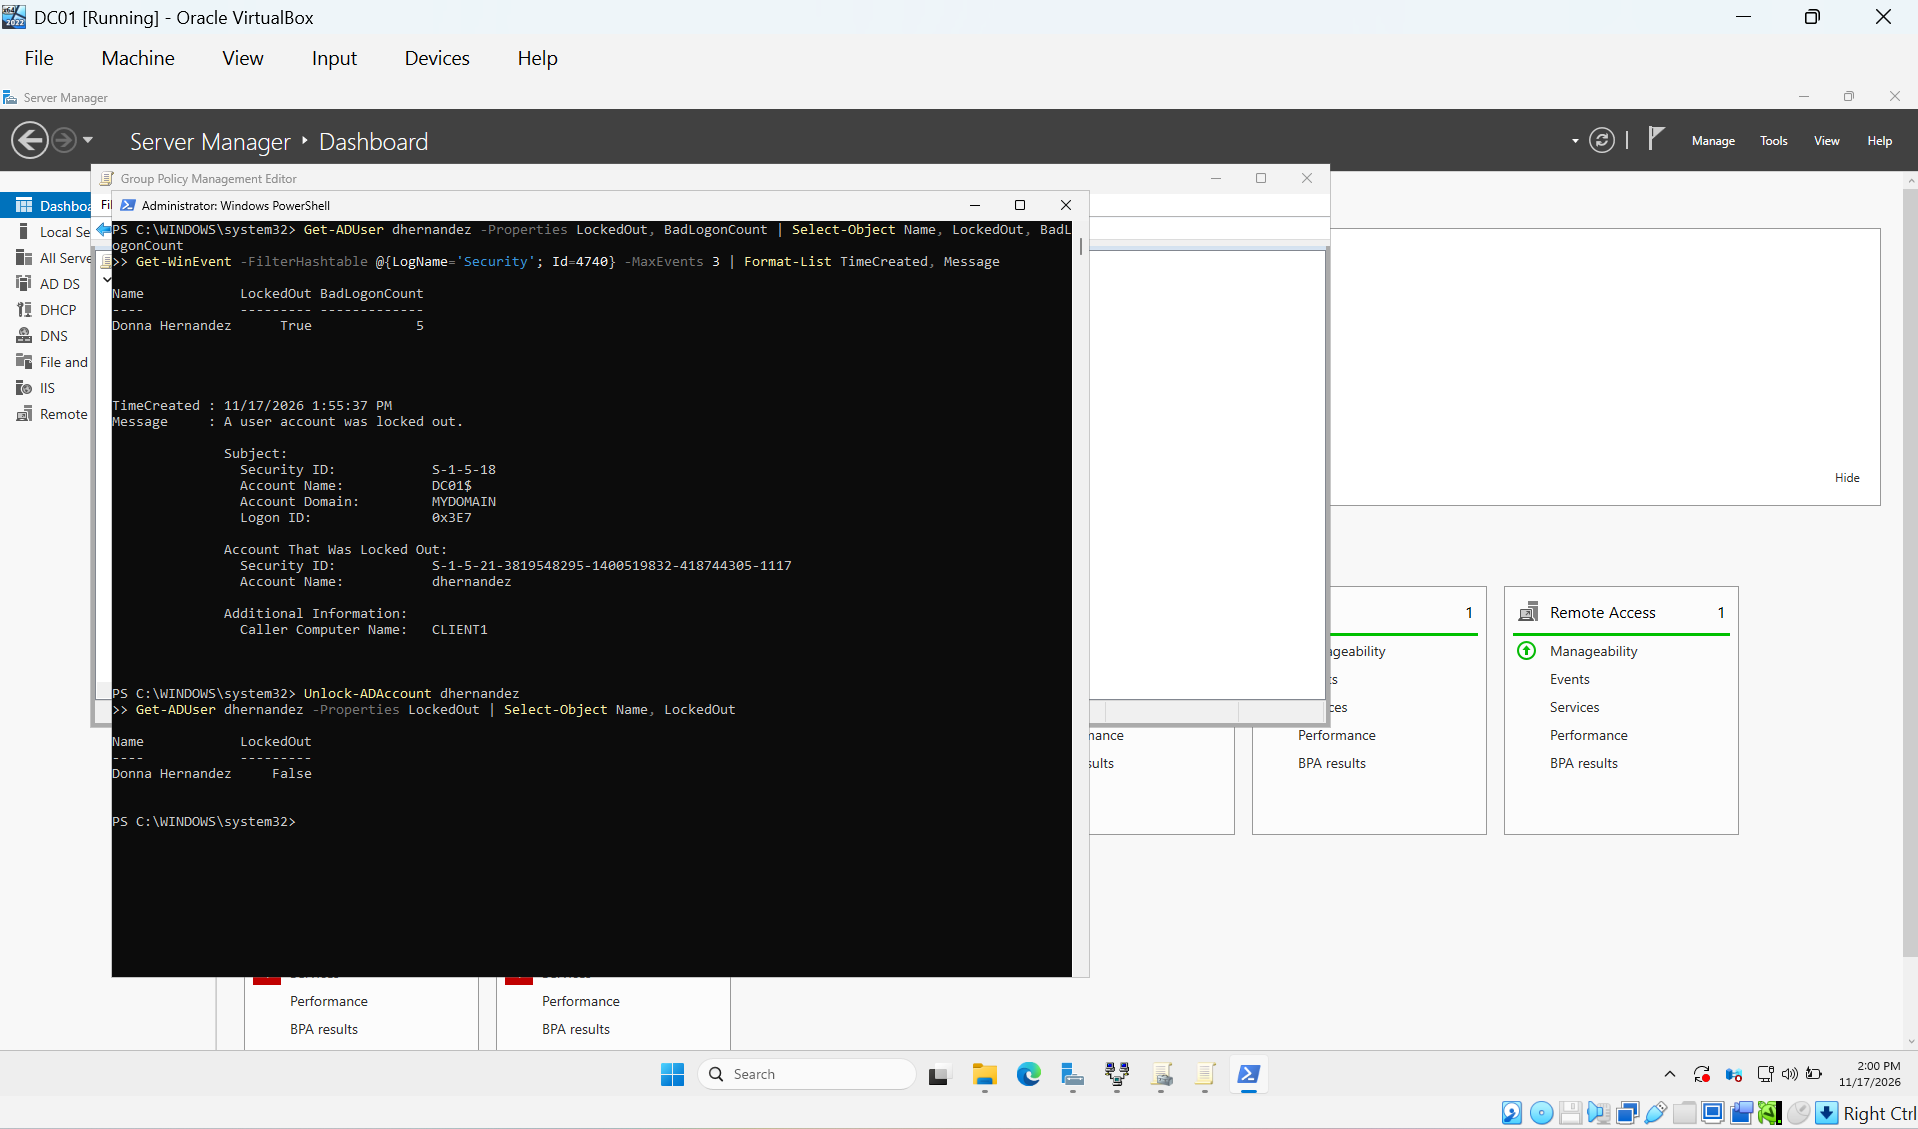 DC01 [Running] - Oracle VirtualBox
File Machine View Input Devices Help
Server Manager
Server Manager Dashboard
Manage Tools View Help
Group Policy Management Editor
Administrator: Windows PowerShell
Dashboa
Local Se
All Serve
AD DS
DHCP
DNS
File and
IIS
Remote
Fil
PS C:\WINDOWS\system32> Get-ADUser dhernandez -Properties LockedOut, BadLogonCount | Select-Object Name, LockedOut, BadL
ogonCount
>> Get-WinEvent -FilterHashtable @{LogName='Security'; Id=4740} -MaxEvents 3 | Format-List TimeCreated, Message
Name LockedOut BadLogonCount
---- --------- -------------
Donna Hernandez True 5
TimeCreated : 11/17/2026 1:55:37 PM
Message : A user account was locked out.
Subject:
Security ID: S-1-5-18
Account Name: DC01$
Account Domain: MYDOMAIN
Logon ID: 0x3E7
Account That Was Locked Out:
Security ID: S-1-5-21-3819548295-1400519832-418744305-1117
Account Name: dhernandez
Additional Information:
Caller Computer Name: CLIENT1
PS C:\WINDOWS\system32> Unlock-ADAccount dhernandez
>> Get-ADUser dhernandez -Properties LockedOut | Select-Object Name, LockedOut
Name LockedOut
---- ---------
Donna Hernandez False
PS C:\WINDOWS\system32>
Hide
1
geability
ts
ces
Performance
BPA results
Remote Access 1
Manageability
Events
Services
Performance
BPA results
mance
sults
Performance
BPA results
Performance
BPA results
Search
2:00 PM
11/17/2026
Right Ctrl